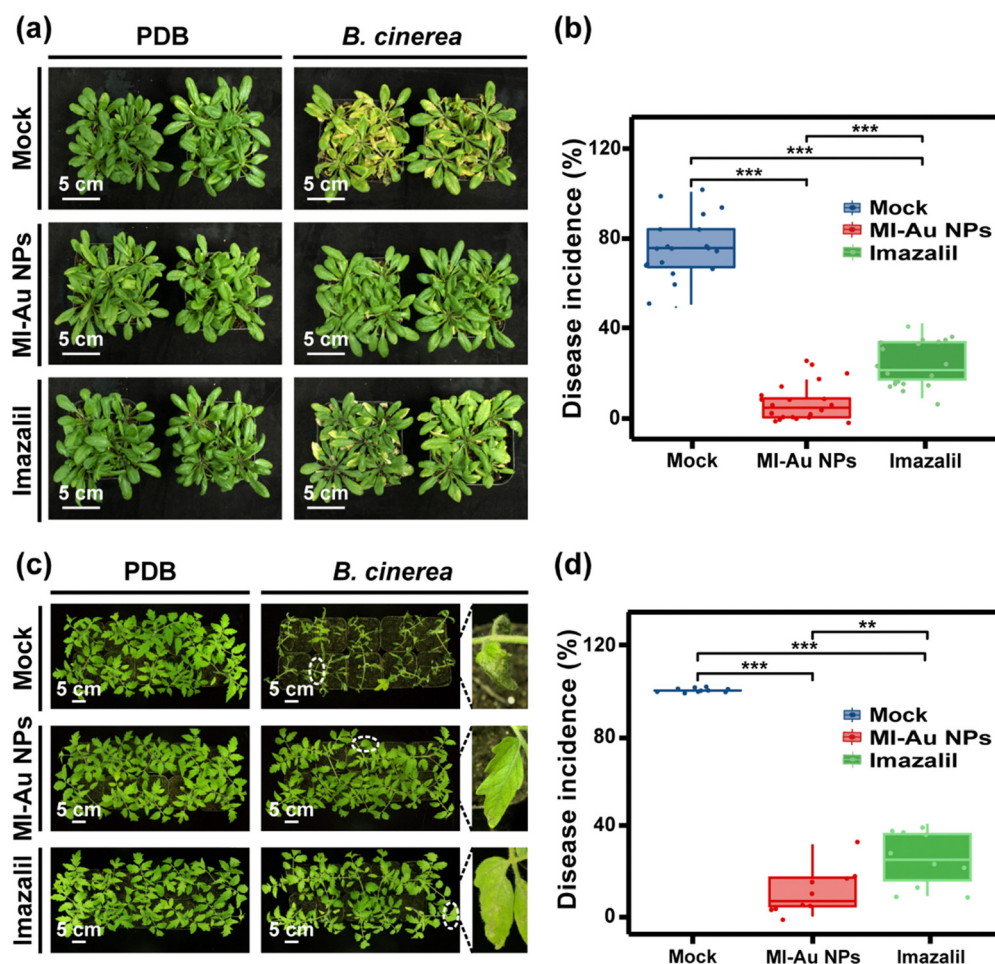 (a)
PDB
B. cinerea
Mock
5 cm
5 cm
MI-Au NPs
5 cm
5 cm
Imazalil
5 cm
5 cm
(b)
Disease incidence (%)
120
80
40
0
***
***
***
Mock
MI-Au NPs
Imazalil
Mock
MI-Au NPs
Imazalil
(c)
PDB
B. cinerea
Mock
5 cm
5 cm
MI-Au NPs
5 cm
5 cm
Imazalil
5 cm
5 cm
(d)
Disease incidence (%)
120
80
40
0
**
***
***
Mock
MI-Au NPs
Imazalil
Mock
MI-Au NPs
Imazalil